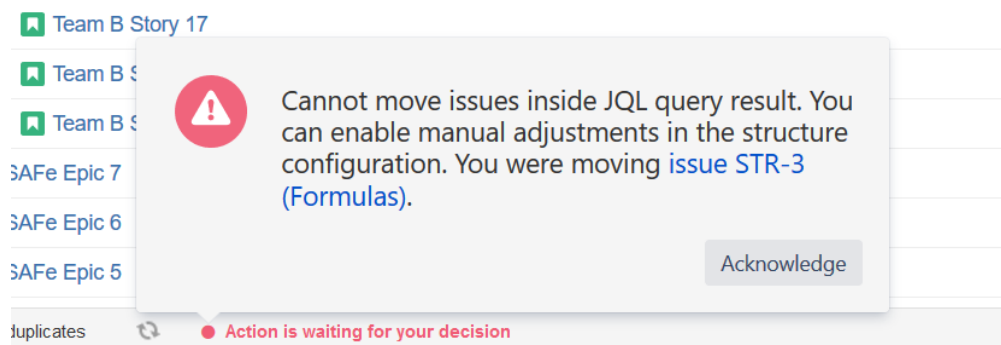 Team B Story 17
Team B
Team B
SAFe Epic 7
SAFe Epic 6
SAFe Epic 5
Cannot move issues inside JQL query result. You
can enable manual adjustments in the structure
configuration. You were moving issue STR-3
(Formulas).
Acknowledge
duplicates
Action is waiting for your decision